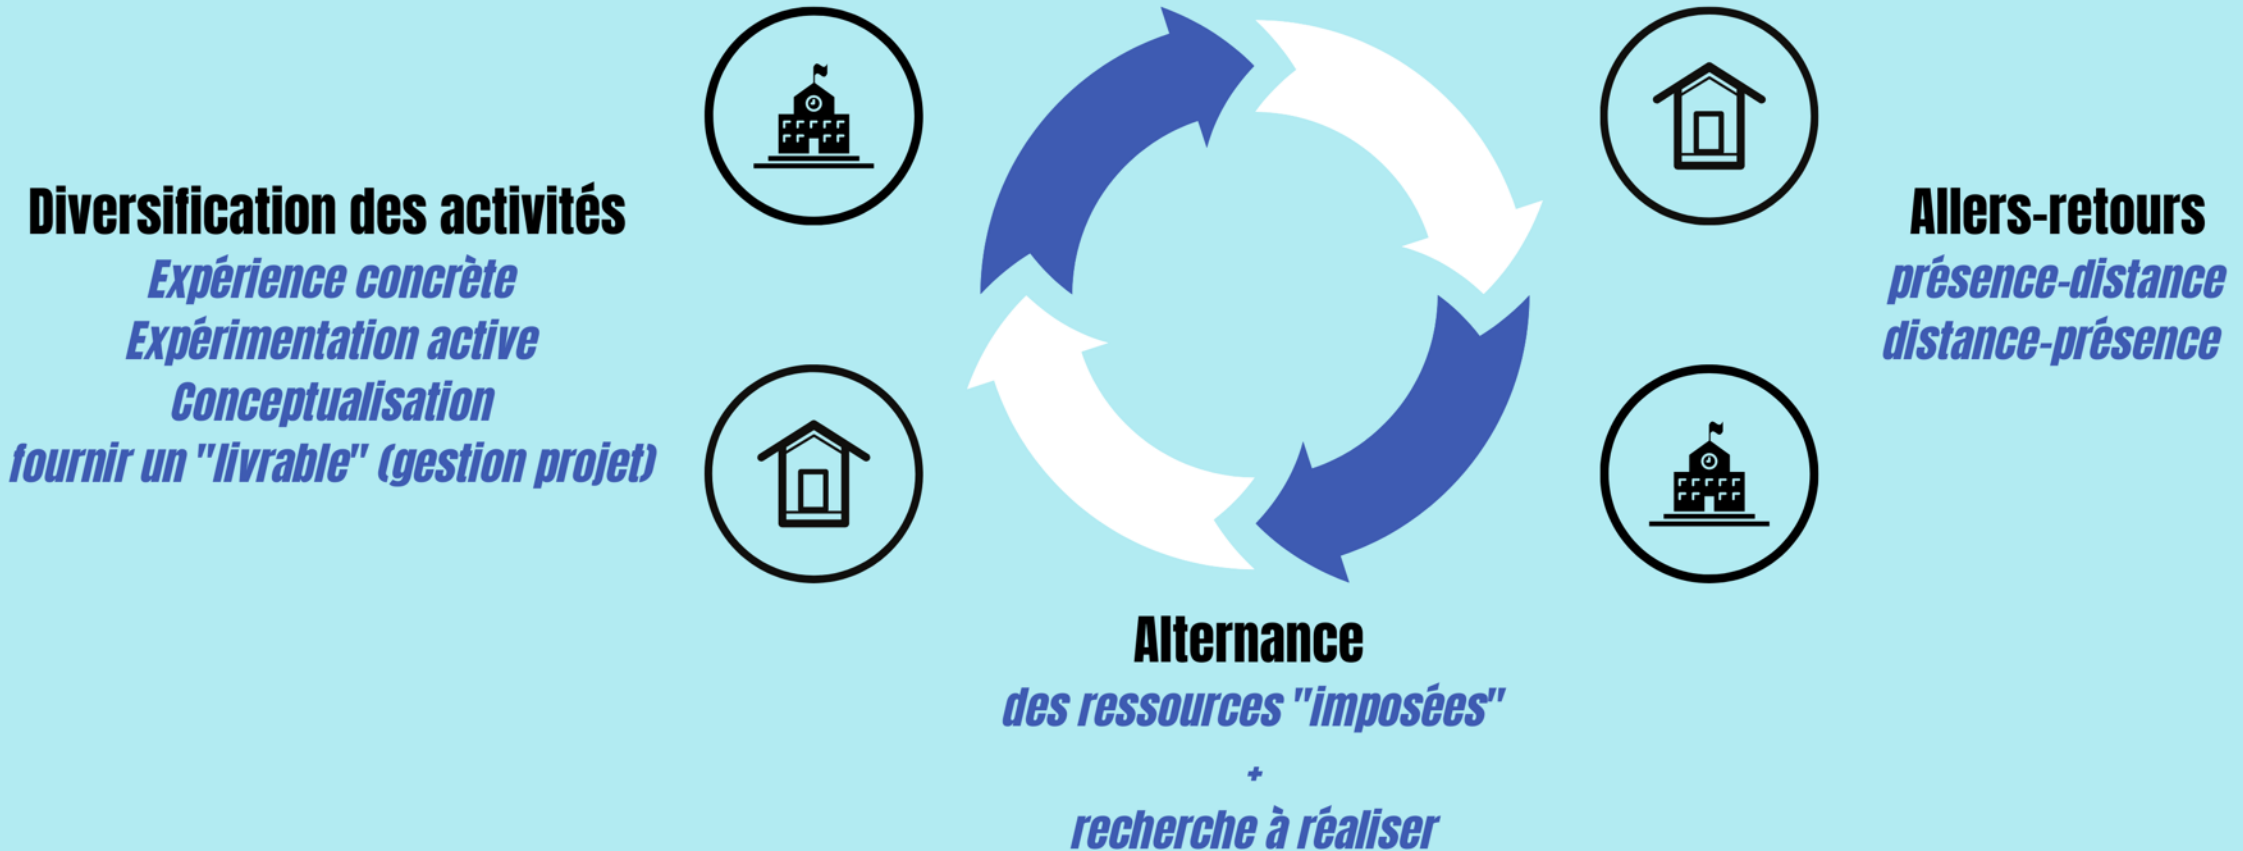 Diversification des activités
Expérience concrète
Expérimentation active
Conceptualisation
fournir un "livrable" (gestion projet)
Allers-retours
présence-distance
distance-présence
Alternance
des ressources "imposées"
+
recherche à réaliser